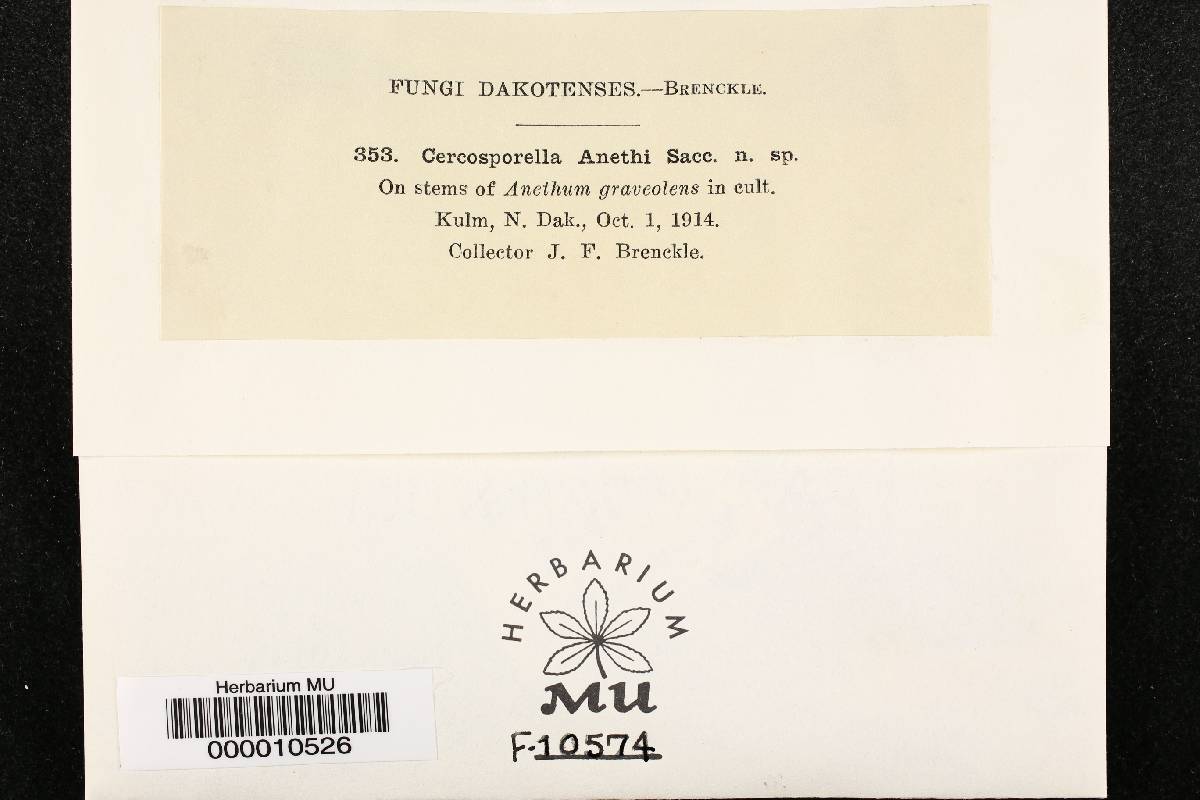 FUNGI DAKOTENSES.—BRENCKLE.
353. Cercosporella Anethi Sacc. n. sp.
On stems of Anethum graveolens in cult.
Kulm, N. Dak., Oct. 1, 1914.
Collector J. F. Brenckle.
HERBARIUM
MU
F-10574
Herbarium MU
000010526